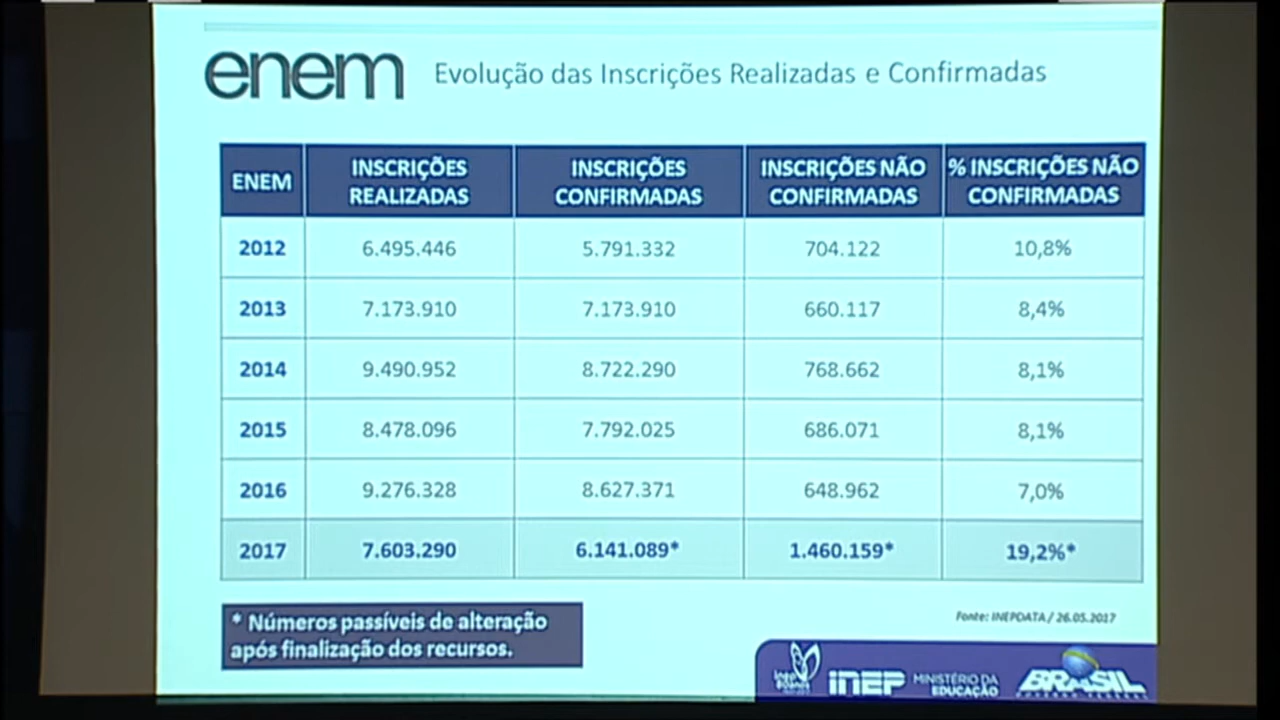 enem Evolução das Inscrições Realizadas e Confirmadas
ENEM INSCRIÇÕES REALIZADAS INSCRIÇÕES CONFIRMADAS INSCRIÇÕES NÃO CONFIRMADAS % INSCRIÇÕES NÃO CONFIRMADAS
2012 6.495.446 5.791.332 704.122 10,8%
2013 7.173.910 7.173.910 660.117 8,4%
2014 9.490.952 8.722.290 768.662 8,1%
2015 8.478.096 7.792.025 686.071 8,1%
2016 9.276.328 8.627.371 648.962 7,0%
2017 7.603.290 6.141.089* 1.460.159* 19,2%*
* Números passíveis de alteração
após finalização dos recursos.
Fonte: INEPDATA / 26.05.2017
inep INEP MINISTÉRIO DA EDUCAÇÃO BRASIL
GOVERNO FEDERAL